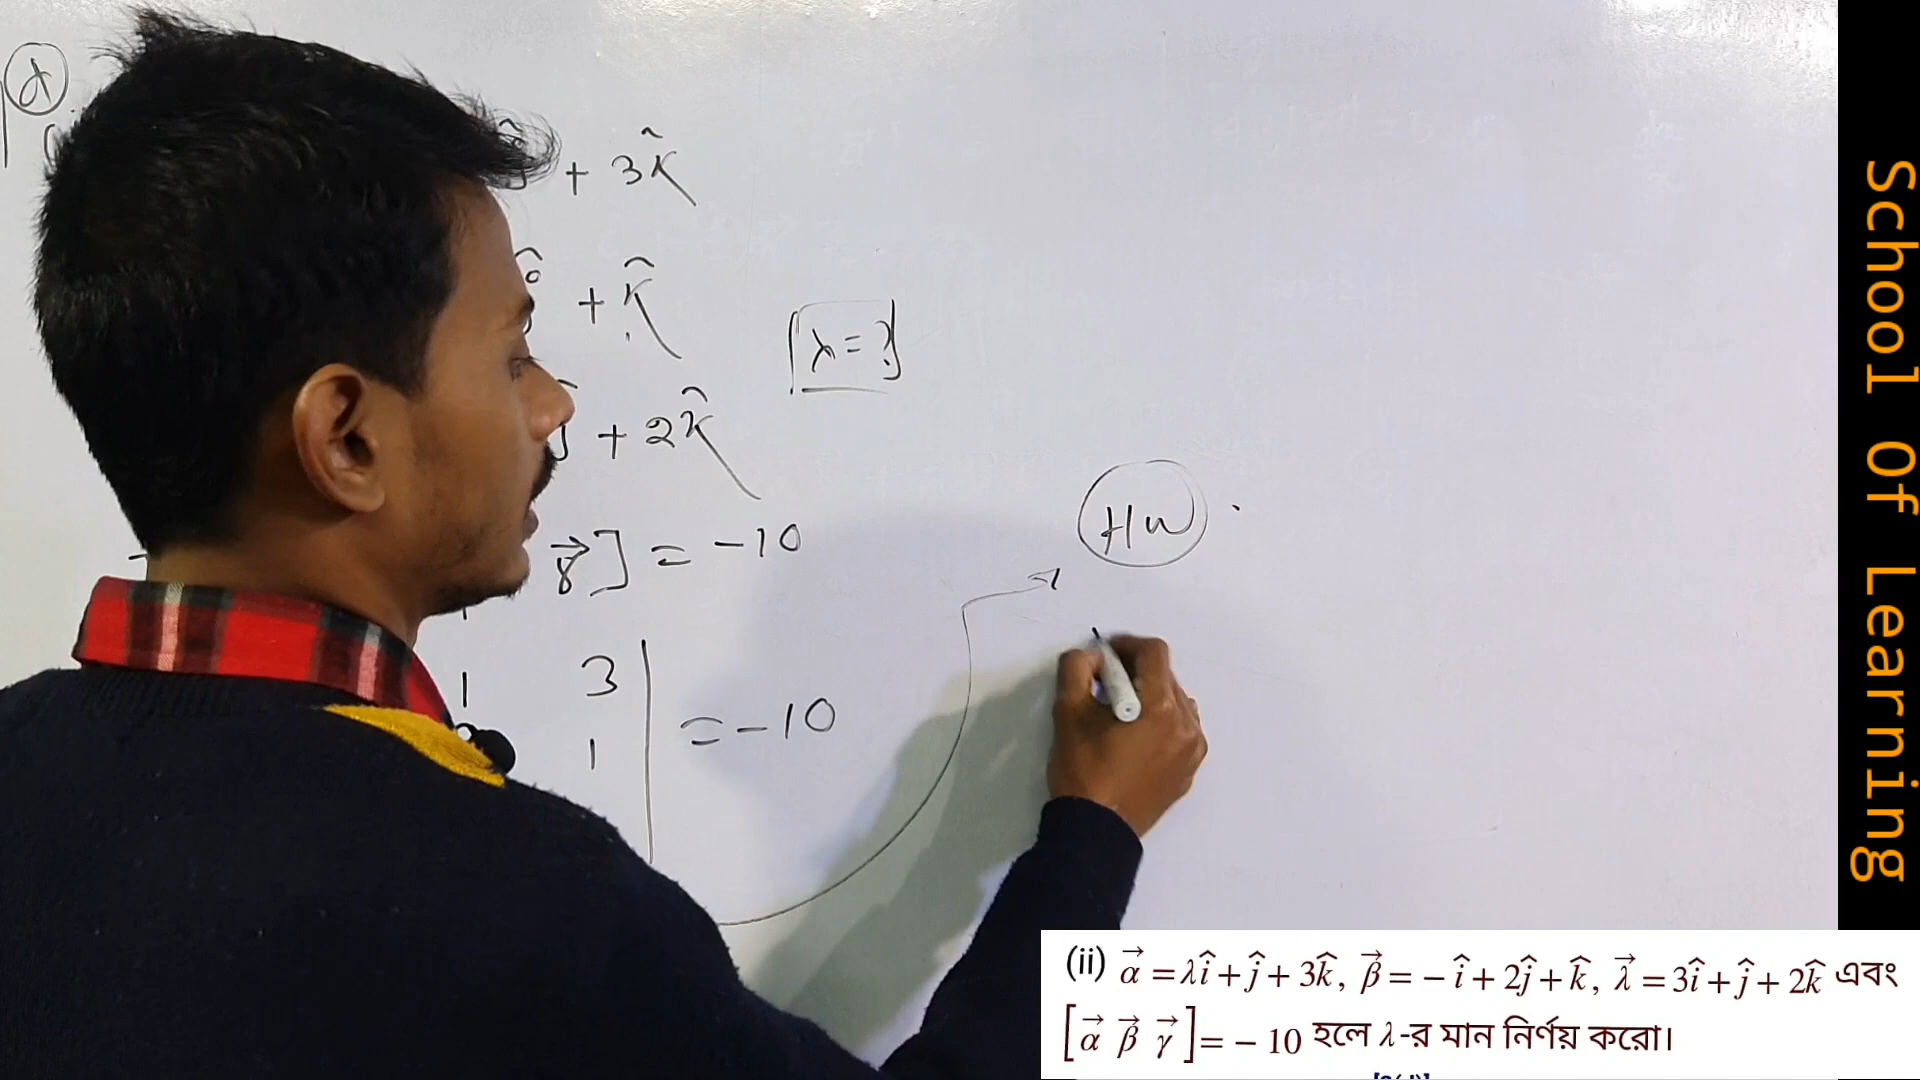 λ
+ 3k̂
+ k̂
λ = ?
+ 2k̂
γ⃗] = -10
HW
1 3
1
= -10
School Of Learning
(ii) α⃗ = λî + ĵ + 3k̂, β⃗ = − î + 2ĵ + k̂, λ⃗ = 3î + ĵ + 2k̂ এবং
[α⃗ β⃗ γ⃗] = − 10 হলে λ-র মান নির্ণয় করো।